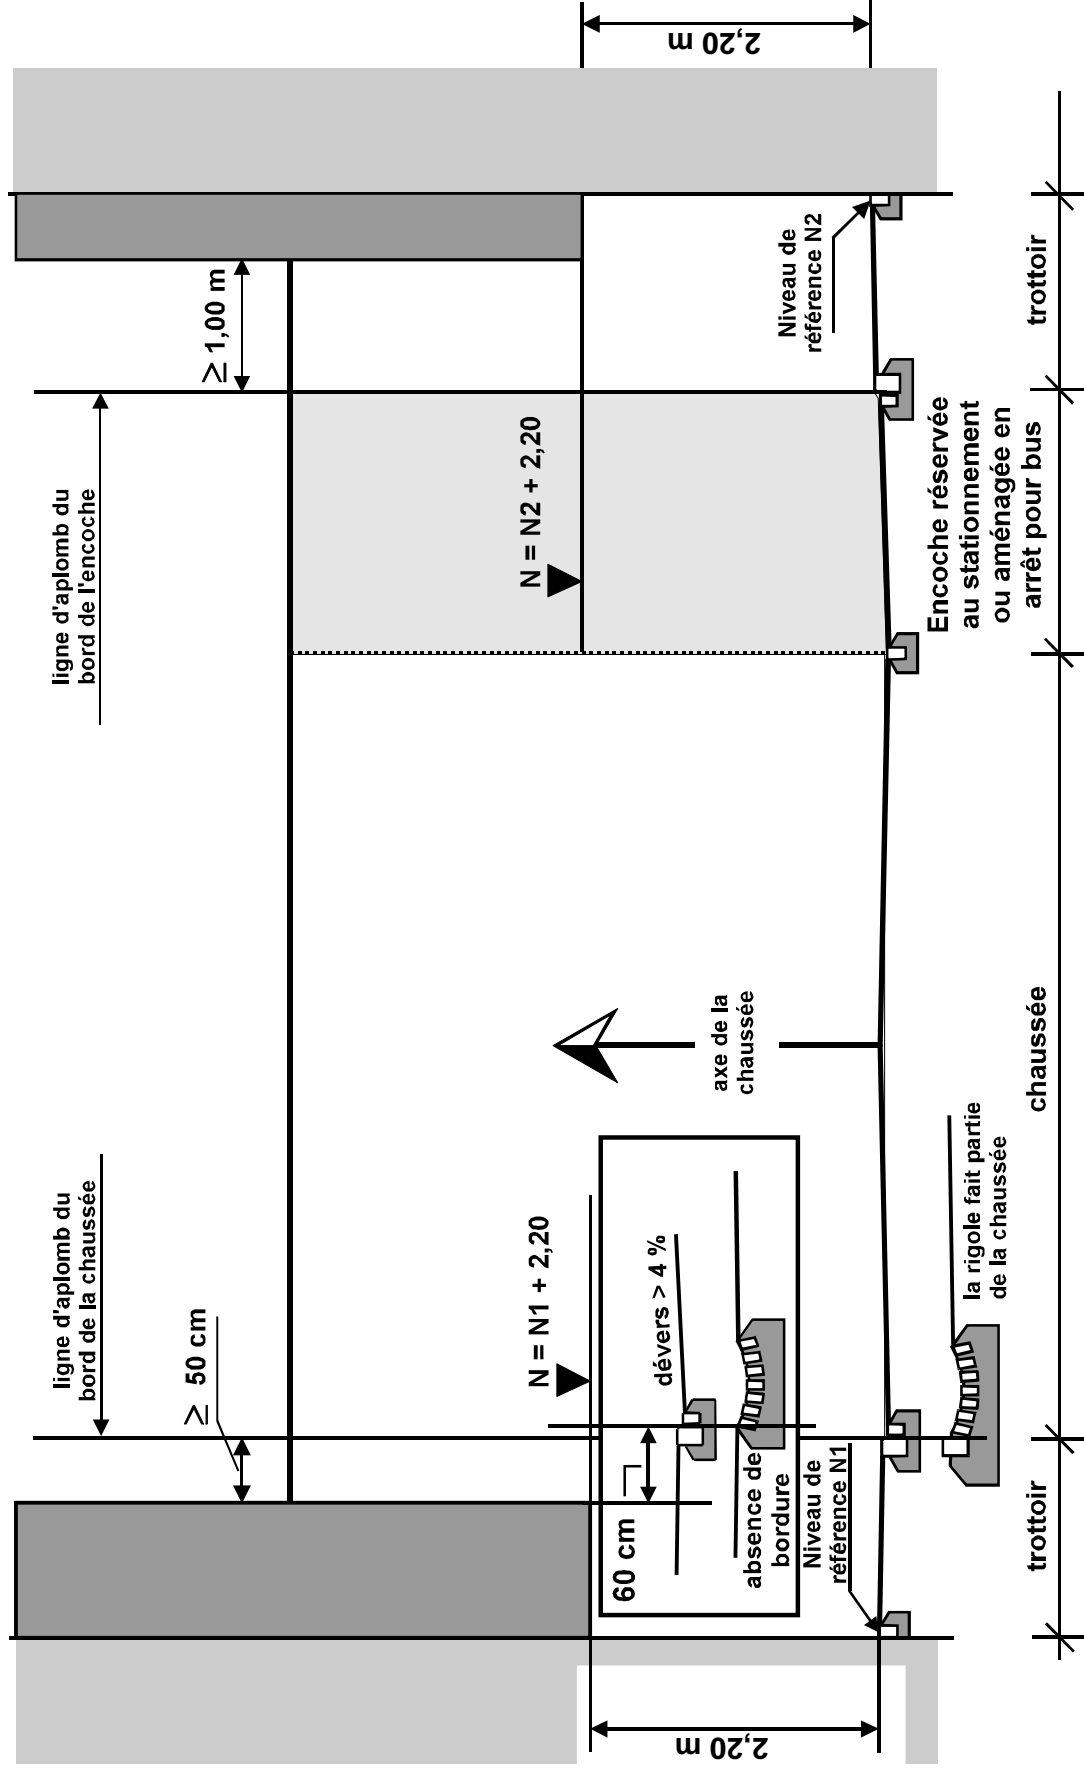 ligne d'aplomb du
bord de la chaussée
ligne d'aplomb du
bord de l'encoche
≥ 50 cm
≥ 1,00 m
N = N1 + 2,20
N = N2 + 2,20
60 cm
dévers > 4 %
absence de
bordure
axe de la
chaussée
Niveau de
référence N1
Niveau de
référence N2
2,20 m
2,20 m
la rigole fait partie
de la chaussée
Encoche réservée
au stationnement
ou aménagée en
arrêt pour bus
trottoir
chaussée
trottoir